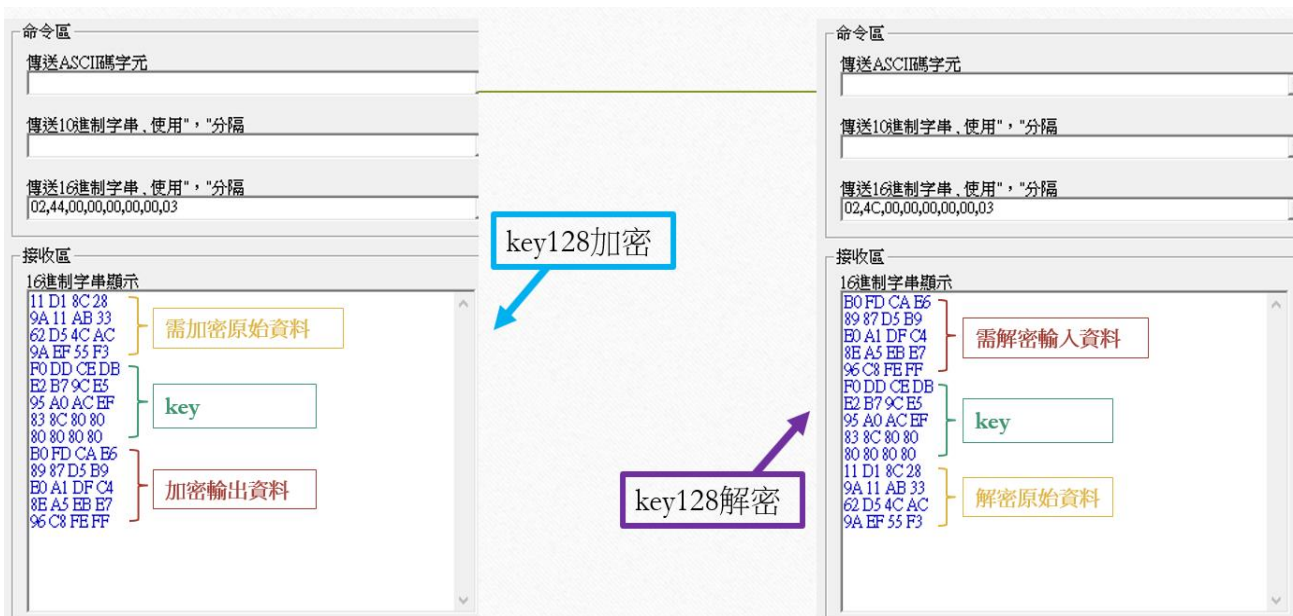 命令區
傳送ASCII碼字元
傳送10進制字串､使用"，"分隔
傳送16進制字串､使用"，"分隔
02,44,00,00,00,00,00,03
接收區
16進制字串顯示
11 D1 8C 28
9A 11 AB 33
62 D5 4C AC
9A EF 55 F3
需加密原始資料
F0 DD CE DB
E2 B7 9C E5
95 A0 AC EF
83 8C 80 80
80 80 80 80
key
B0 FD CA B6
89 87 D5 B9
E0 A1 DF C4
8E A5 EB E7
96 C8 FE FF
加密輸出資料
key128加密
key128解密
命令區
傳送ASCII碼字元
傳送10進制字串､使用"，"分隔
傳送16進制字串､使用"，"分隔
02,4C,00,00,00,00,00,03
接收區
16進制字串顯示
B0 FD CA B6
89 87 D5 B9
E0 A1 DF C4
8E A5 EB E7
96 C8 FE FF
需解密輸入資料
F0 DD CE DB
E2 B7 9C E5
95 A0 AC EF
83 8C 80 80
80 80 80 80
key
11 D1 8C 28
9A 11 AB 33
62 D5 4C AC
9A EF 55 F3
解密原始資料